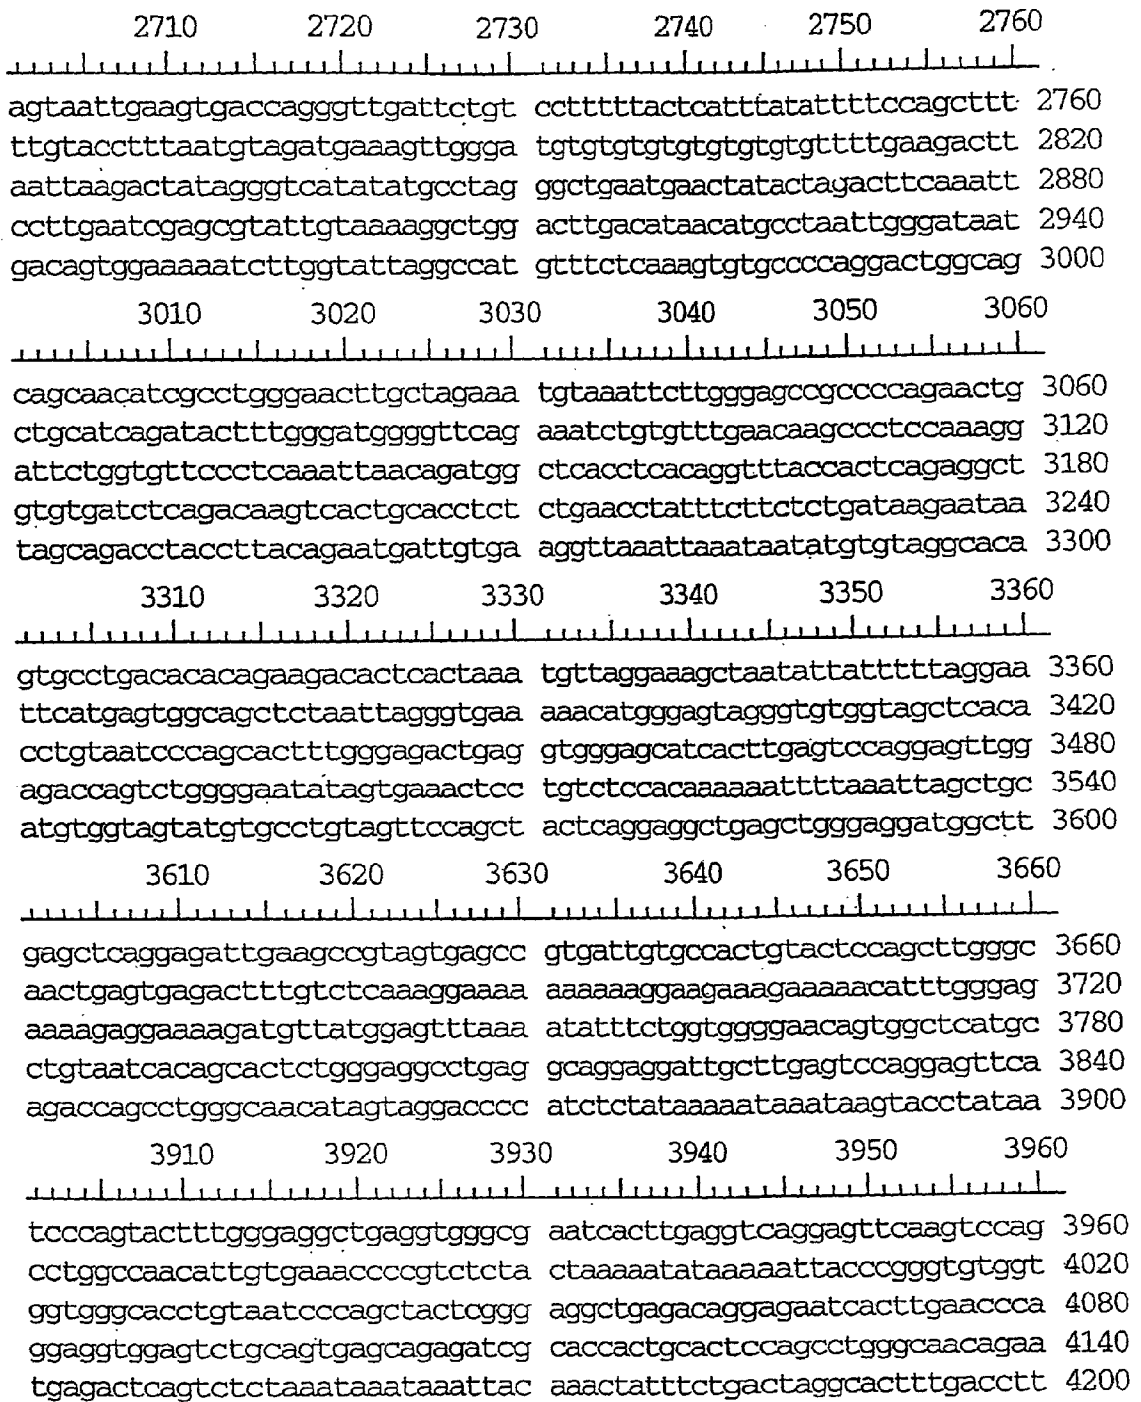 2710 2720 2730 2740 2750 2760
agtaattgaagtgaccagggttgattctgt cctttttttactcatttatatttttccagcttt 2760
ttgtacctttaatgtagatgaaagttggga tgtgtgtgtgtgtgtgtgttttgaagactt 2820
aattaagactatagggtcatatatgcctag ggctgaatgaactatactagacttcaaatt 2880
ccttgaatcgagcgtattgtaaaaggctgg acttgacataacatgcctaattgggataat 2940
gacagtggaaaaatcttggtattaggccat gtttctcaaagtgtgccccaggactggcag 3000
3010 3020 3030 3040 3050 3060
cagcaacatcgcctgggaacttgctagaaa tgtaaattcttgggagccgccccagaactg 3060
ctgcatcagatactttgggatggggttcag aaatctgtgtttgaacaagccctccaaagg 3120
attctggtgttccctcaaattaacagatgg ctcacctcacaggtttaccactcagaggct 3180
gtgtgatctcagacaagtcactgcacctct ctgaacctatttcttctctgataagaataa 3240
tagcagacctaccttacagaatgattgtga aggttaaattaaataatatgtgtaggcaca 3300
3310 3320 3330 3340 3350 3360
gtgcctgacacacagaagacactcactaaa tgttaggaaagctaatattatttttaggaa 3360
ttcatgagtggcagctctaattagggtgaa aaacatgggagtagggtgtggtagctcaca 3420
cctgtaatcccagcactttgggagactgag gtgggagcatcacttgagtccaggagttgg 3480
agaccagtctggggaatatagtgaaactcc tgtctccacaaaaaattttaaattagctgc 3540
atgtggtagtatgtgcctgtagttccagct actcaggaggctgagctgggaggatggctt 3600
3610 3620 3630 3640 3650 3660
gagctcaggagattgaagccgtagtgagcc gtgattgtgccactgtactccagcttgggc 3660
aactgagtgagactttgtctcaaaggaaaa aaaaaaggaagaaagaaaaacatttgggag 3720
aaaagaggaaaagatgttatggagtttaaa atatttctggtggggaacagtggctcatgc 3780
ctgtaatcacagcactctgggaggcctgag gcaggaggattgcttgagtccaggagttca 3840
agaccagcctgggcaacatagtaggacccc atctctataaaaataaataagtacctataa 3900
3910 3920 3930 3940 3950 3960
tcccagtactttgggaggctgaggtgggcg aatcacttgaggtcaggagttcaagtccag 3960
cctggccaacattgtgaaaccccgtctcta ctaaaaatataaaaattacccgggtgtggt 4020
ggtgggcacctgtaatcccagctactcggg aggctgagacaggagaatcacttgaaccca 4080
ggaggtggagtctgcagtgagcagagatcg caccactgcactccagcctgggcaacagaa 4140
tgagactcagtctctaaataaataaattac aaactatttctgactaggcactttgacctt 4200